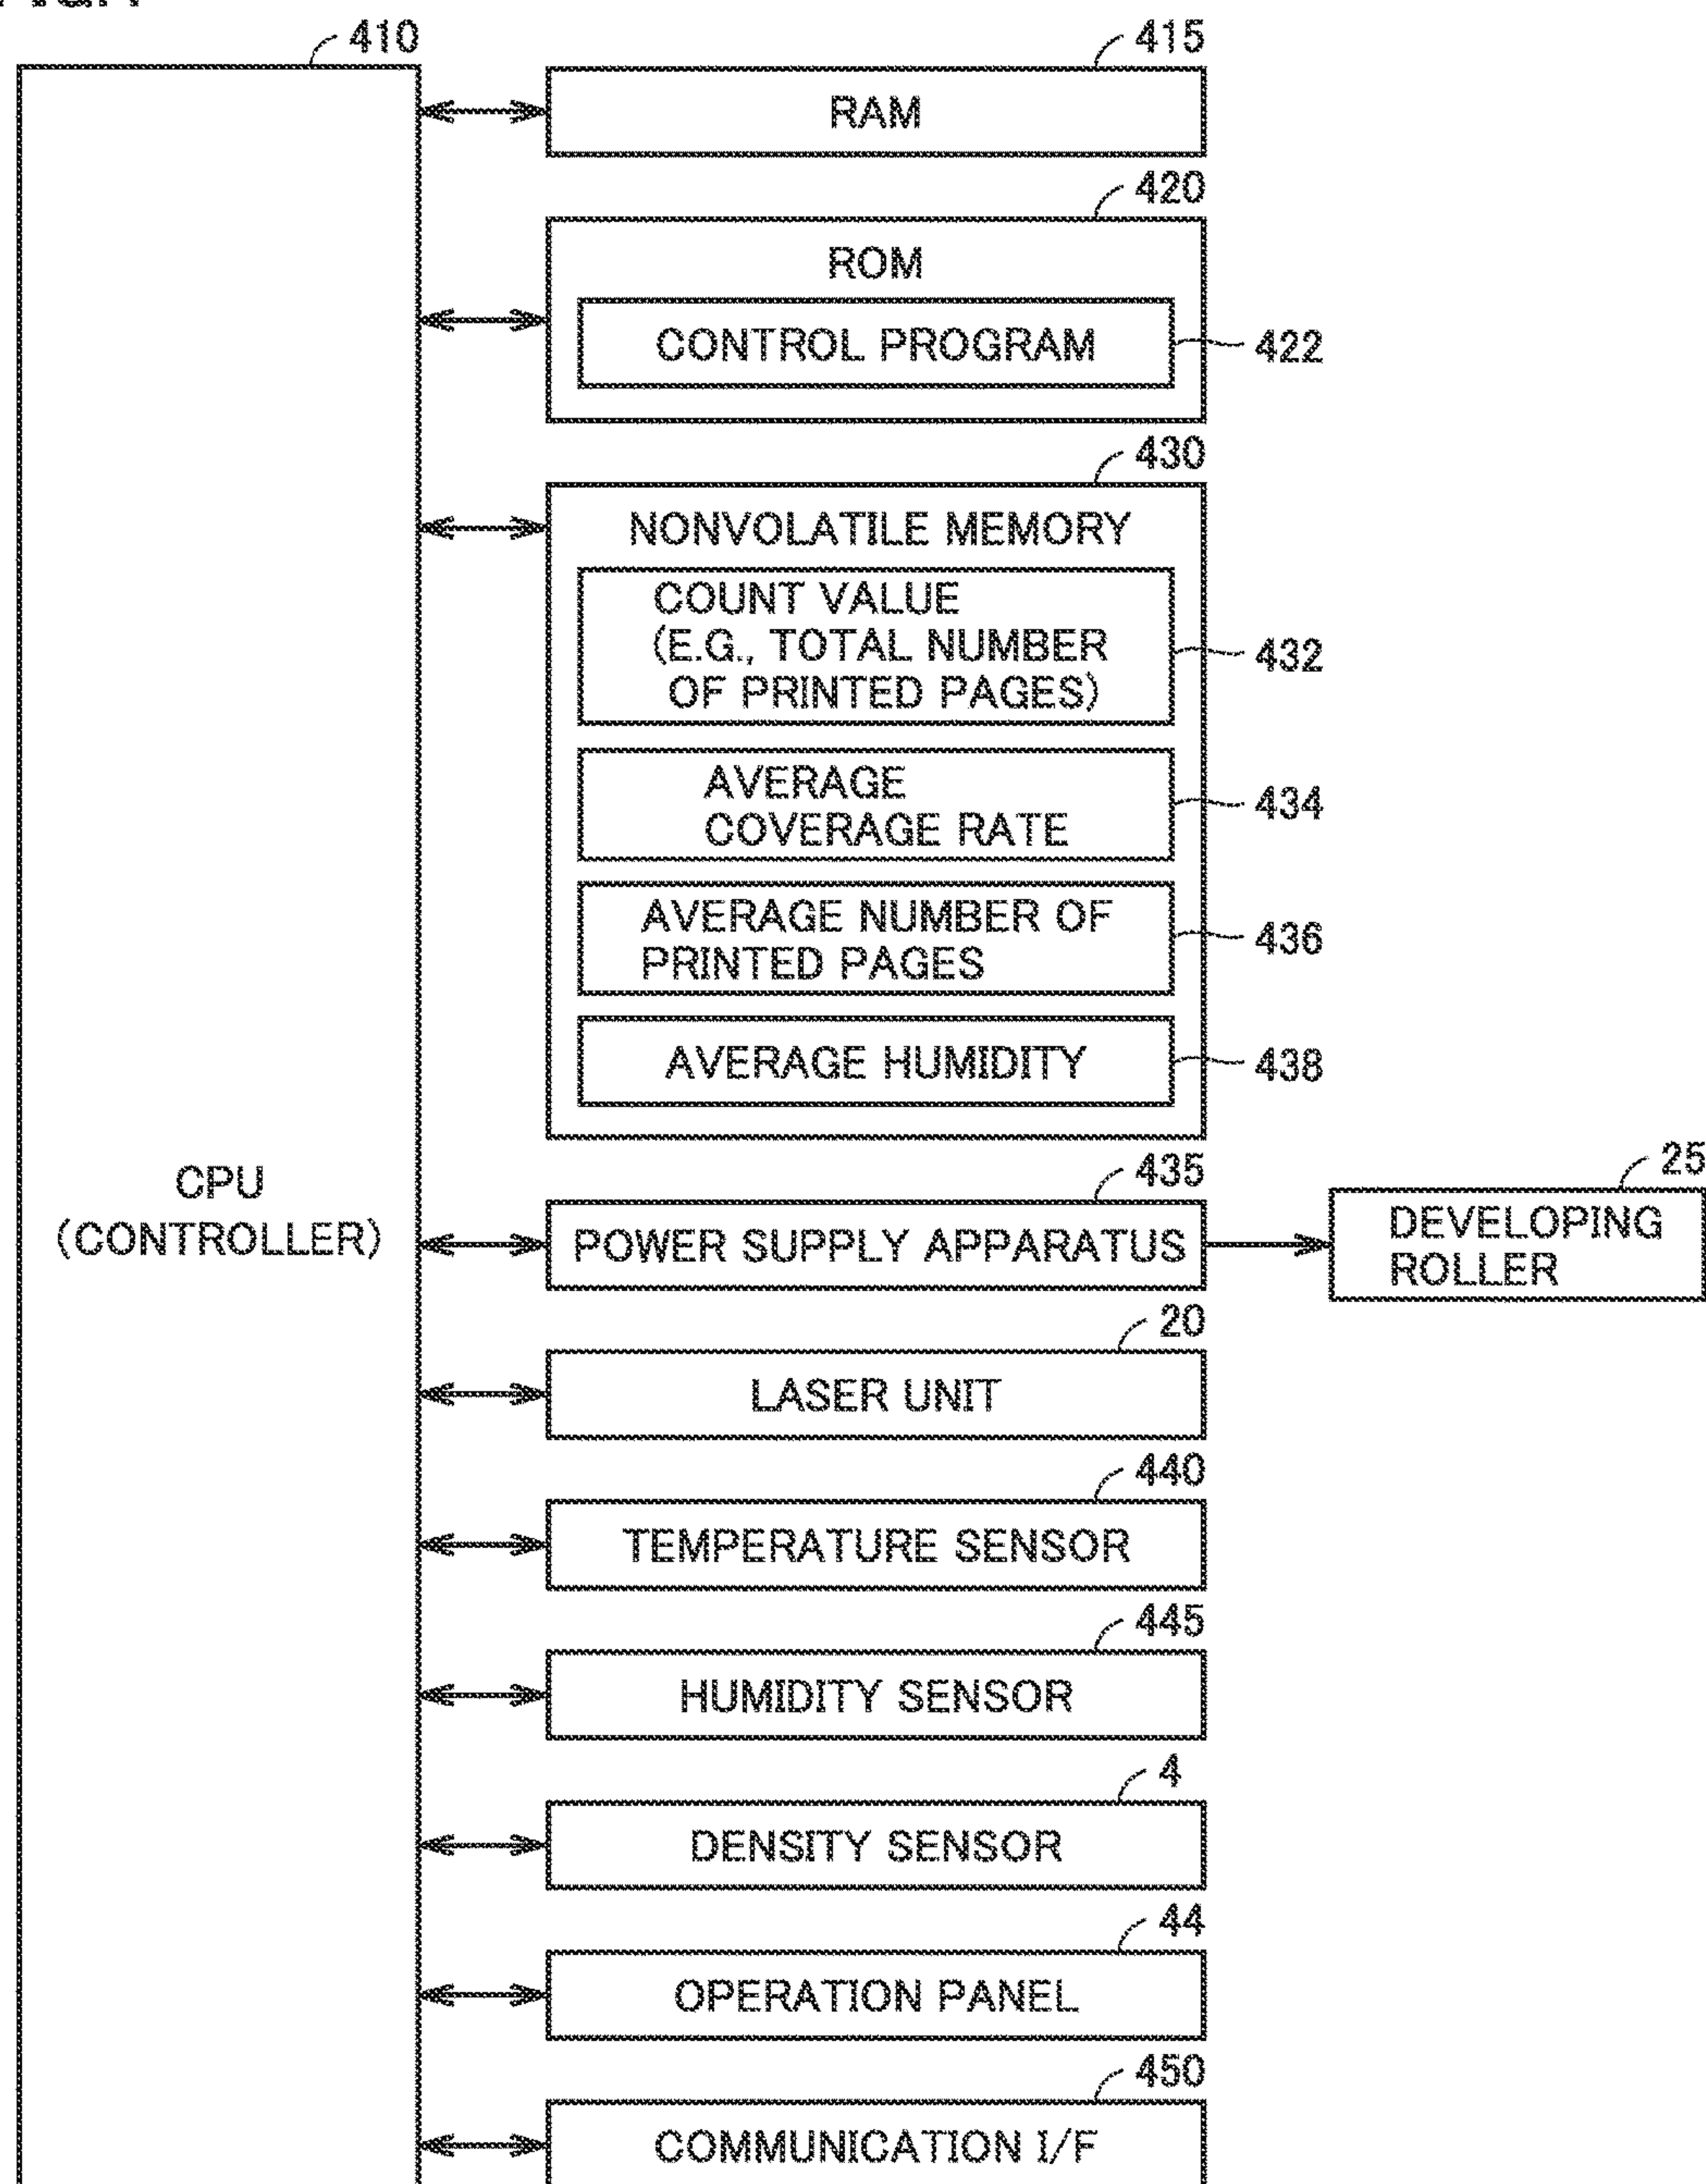 410
415
RAM
420
ROM
CONTROL PROGRAM
422
430
NONVOLATILE MEMORY
COUNT VALUE
(E.G., TOTAL NUMBER
OF PRINTED PAGES)
432
AVERAGE
COVERAGE RATE
434
AVERAGE NUMBER OF
PRINTED PAGES
436
AVERAGE HUMIDITY
438
CPU
(CONTROLLER)
435
POWER SUPPLY APPARATUS
25
DEVELOPING
ROLLER
20
LASER UNIT
440
TEMPERATURE SENSOR
445
HUMIDITY SENSOR
4
DENSITY SENSOR
44
OPERATION PANEL
450
COMMUNICATION I/F